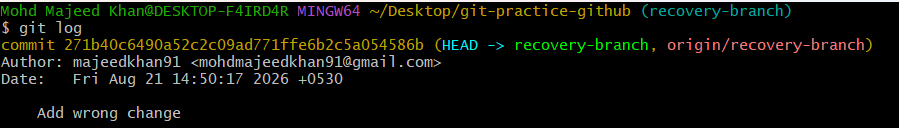 Mohd Majeed Khan@DESKTOP-F4IRD4R MINGW64 ~/Desktop/git-practice-github (recovery-branch)
$ git log
commit 271b40c6490a52c2c09ad771ffe6b2c5a054586b (HEAD -> recovery-branch, origin/recovery-branch)
Author: majeedkhan91 <mohdmajeedkhan91@gmail.com>
Date:   Fri Aug 21 14:50:17 2026 +0530
    Add wrong change